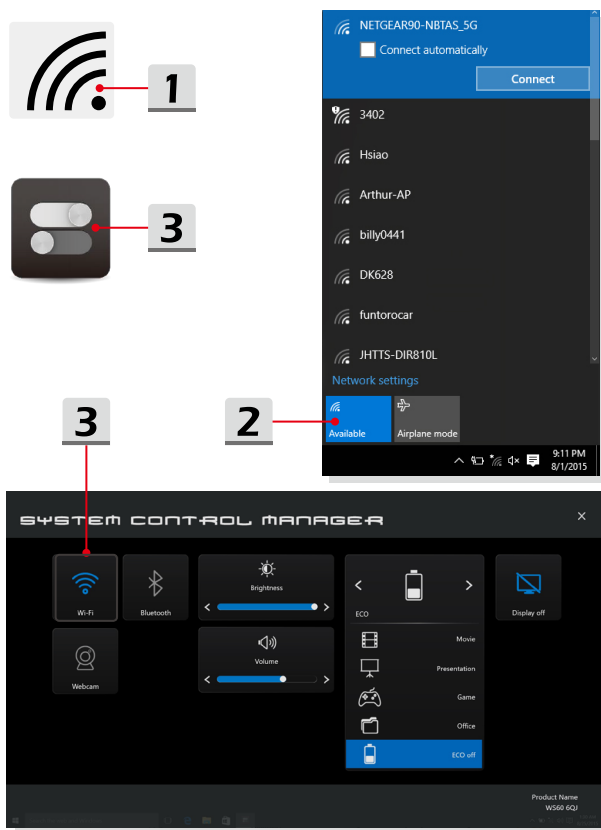 1
3
NETGEAR90-NBTAS_5G
Connect automatically
Connect
3402
Hsiao
Arthur-AP
billy0441
DK628
funtorocar
JHTTS-DIR810L
Network settings
Available
Airplane mode
9:11 PM
8/1/2015
3
2
SYSTEM CONTROL MANAGER
Wi-Fi
Bluetooth
Webcam
Brightness
Volume
ECO
Movie
Presentation
Game
Office
ECO off
Display off
Product Name
WS60 6QJ